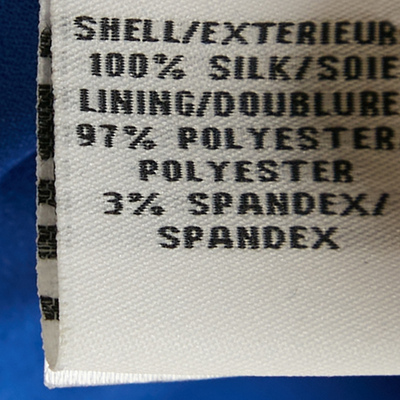 SHELL/EXTERIEUR
100% SILK/SOIE
LINING/DOUBLURE
97% POLYESTER/
POLYESTER
3% SPANDEX/
SPANDEX